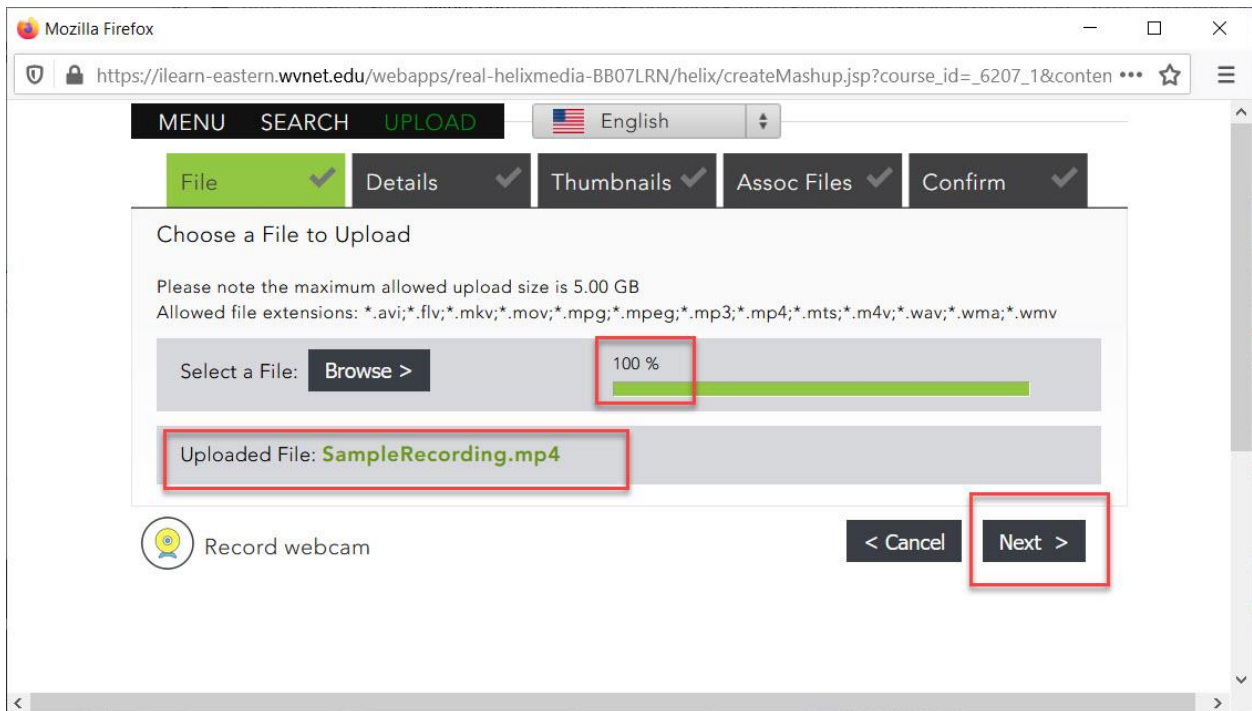 Mozilla Firefox
https://ilearn-eastern.wvnet.edu/webapps/real-helixmedia-BB07LRN/helix/createMashup.jsp?course_id=_6207_1&conten
MENU SEARCH UPLOAD English
File Details Thumbnails Assoc Files Confirm
Choose a File to Upload
Please note the maximum allowed upload size is 5.00 GB
Allowed file extensions: *.avi;*.flv;*.mkv;*.mov;*.mpg;*.mpeg;*.mp3;*.mp4;*.mts;*.m4v;*.wav;*.wma;*.wmv
Select a File: Browse > 100 %
Uploaded File: SampleRecording.mp4
Record webcam < Cancel Next >